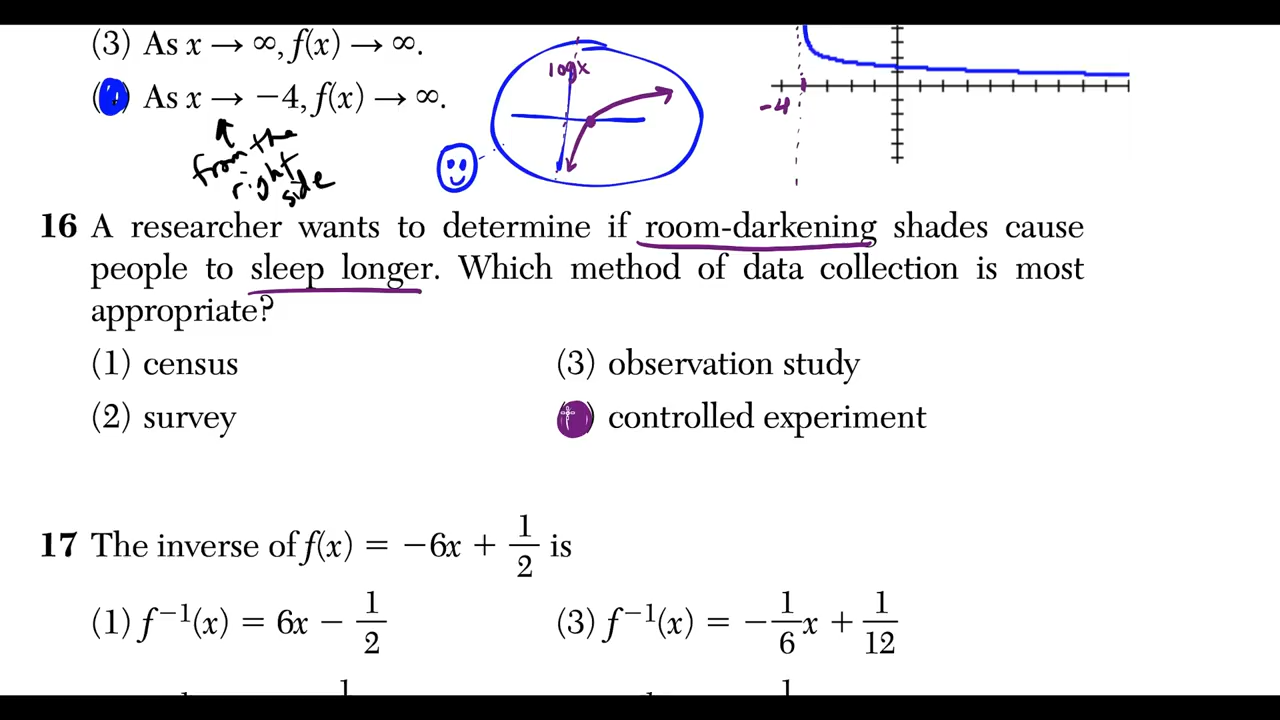 (3) As x → ∞, f(x) → ∞.
As x → −4, f(x) → ∞.
from the
right
side
log x
-4
16 A researcher wants to determine if room-darkening shades cause
people to sleep longer. Which method of data collection is most
appropriate?
(1) census
(3) observation study
(2) survey
) controlled experiment
17 The inverse of f(x) = −6x + 1/2 is
(1) f⁻¹(x) = 6x − 1/2
(3) f⁻¹(x) = −1/6x + 1/12